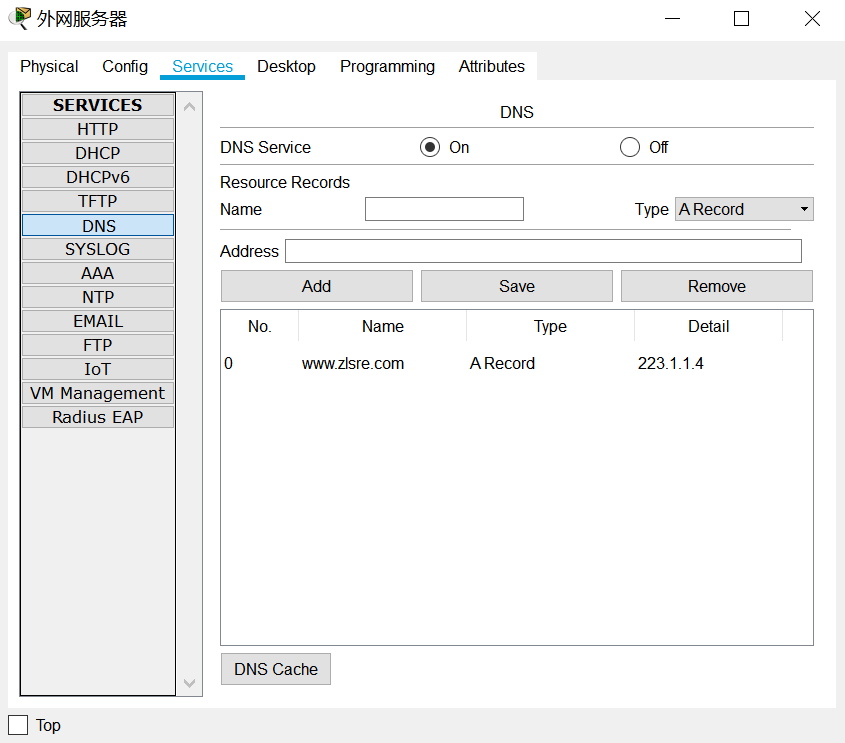 外网服务器
Physical Config Services Desktop Programming Attributes
SERVICES
HTTP
DHCP
DHCPv6
TFTP
DNS
SYSLOG
AAA
NTP
EMAIL
FTP
IoT
VM Management
Radius EAP
DNS
DNS Service On Off
Resource Records
Name Type A Record
Address
Add Save Remove
No. Name Type Detail
0 www.zlsre.com A Record 223.1.1.4
DNS Cache
Top